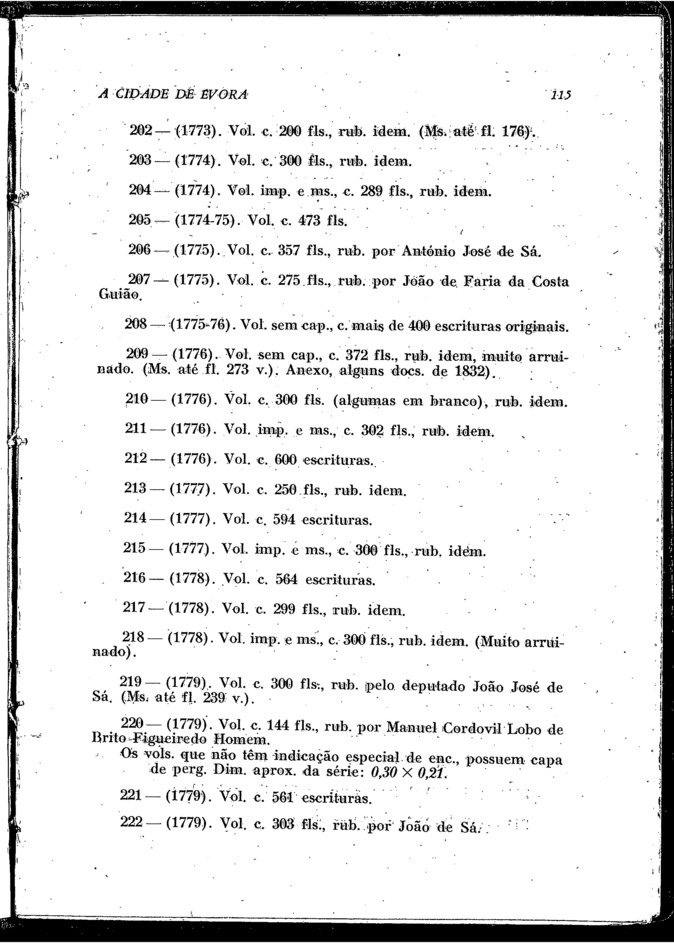 A CIDADE DE EVORA 115
202 — (1773). Vol. c. 200 fls., rub. idem. (Ms. até fl. 176).
203 — (1774). Vol. c. 300 fls., rub. idem.
204 — (1774). Vol. imp. e ms., c. 289 fls., rub. idem.
205 — (1774-75). Vol. c. 473 fls.
206 — (1775). Vol. c. 357 fls., rub. por António José de Sá.
207 — (1775). Vol. c. 275 fls., rub. por João de Faria da Costa
Guião.
208 — (1775-76). Vol. sem cap., c. mais de 400 escrituras originais.
209 — (1776). Vol. sem cap., c. 372 fls., rub. idem, muito arrui-
nado. (Ms. até fl. 273 v.). Anexo, alguns docs. de 1832).
210 — (1776). Vol. c. 300 fls. (algumas em branco), rub. idem.
211 — (1776). Vol. imp. e ms., c. 302 fls., rub. idem.
212 — (1776). Vol. c. 600 escrituras.
213 — (1777). Vol. c. 250 fls., rub. idem.
214 — (1777). Vol. c. 594 escrituras.
215 — (1777). Vol. imp. e ms., c. 300 fls., rub. idem.
216 — (1778). Vol. c. 564 escrituras.
217 — (1778). Vol. c. 299 fls., rub. idem.
218 — (1778). Vol. imp. e ms., c. 300 fls., rub. idem. (Muito arrui-
nado).
219 — (1779). Vol. c. 300 fls., rub. pelo deputado João José de
Sá. (Ms. até fl. 239 v.).
220 — (1779). Vol. c. 144 fls., rub. por Manuel Cordovil Lobo de
Brito Figueiredo Homem.
Os vols. que não têm indicação especial de enc., possuem capa
de perg. Dim. aprox. da série: 0,30 × 0,21.
221 — (1779). Vol. c. 561 escrituras.
222 — (1779). Vol. c. 303 fls., rub. por João de Sá.